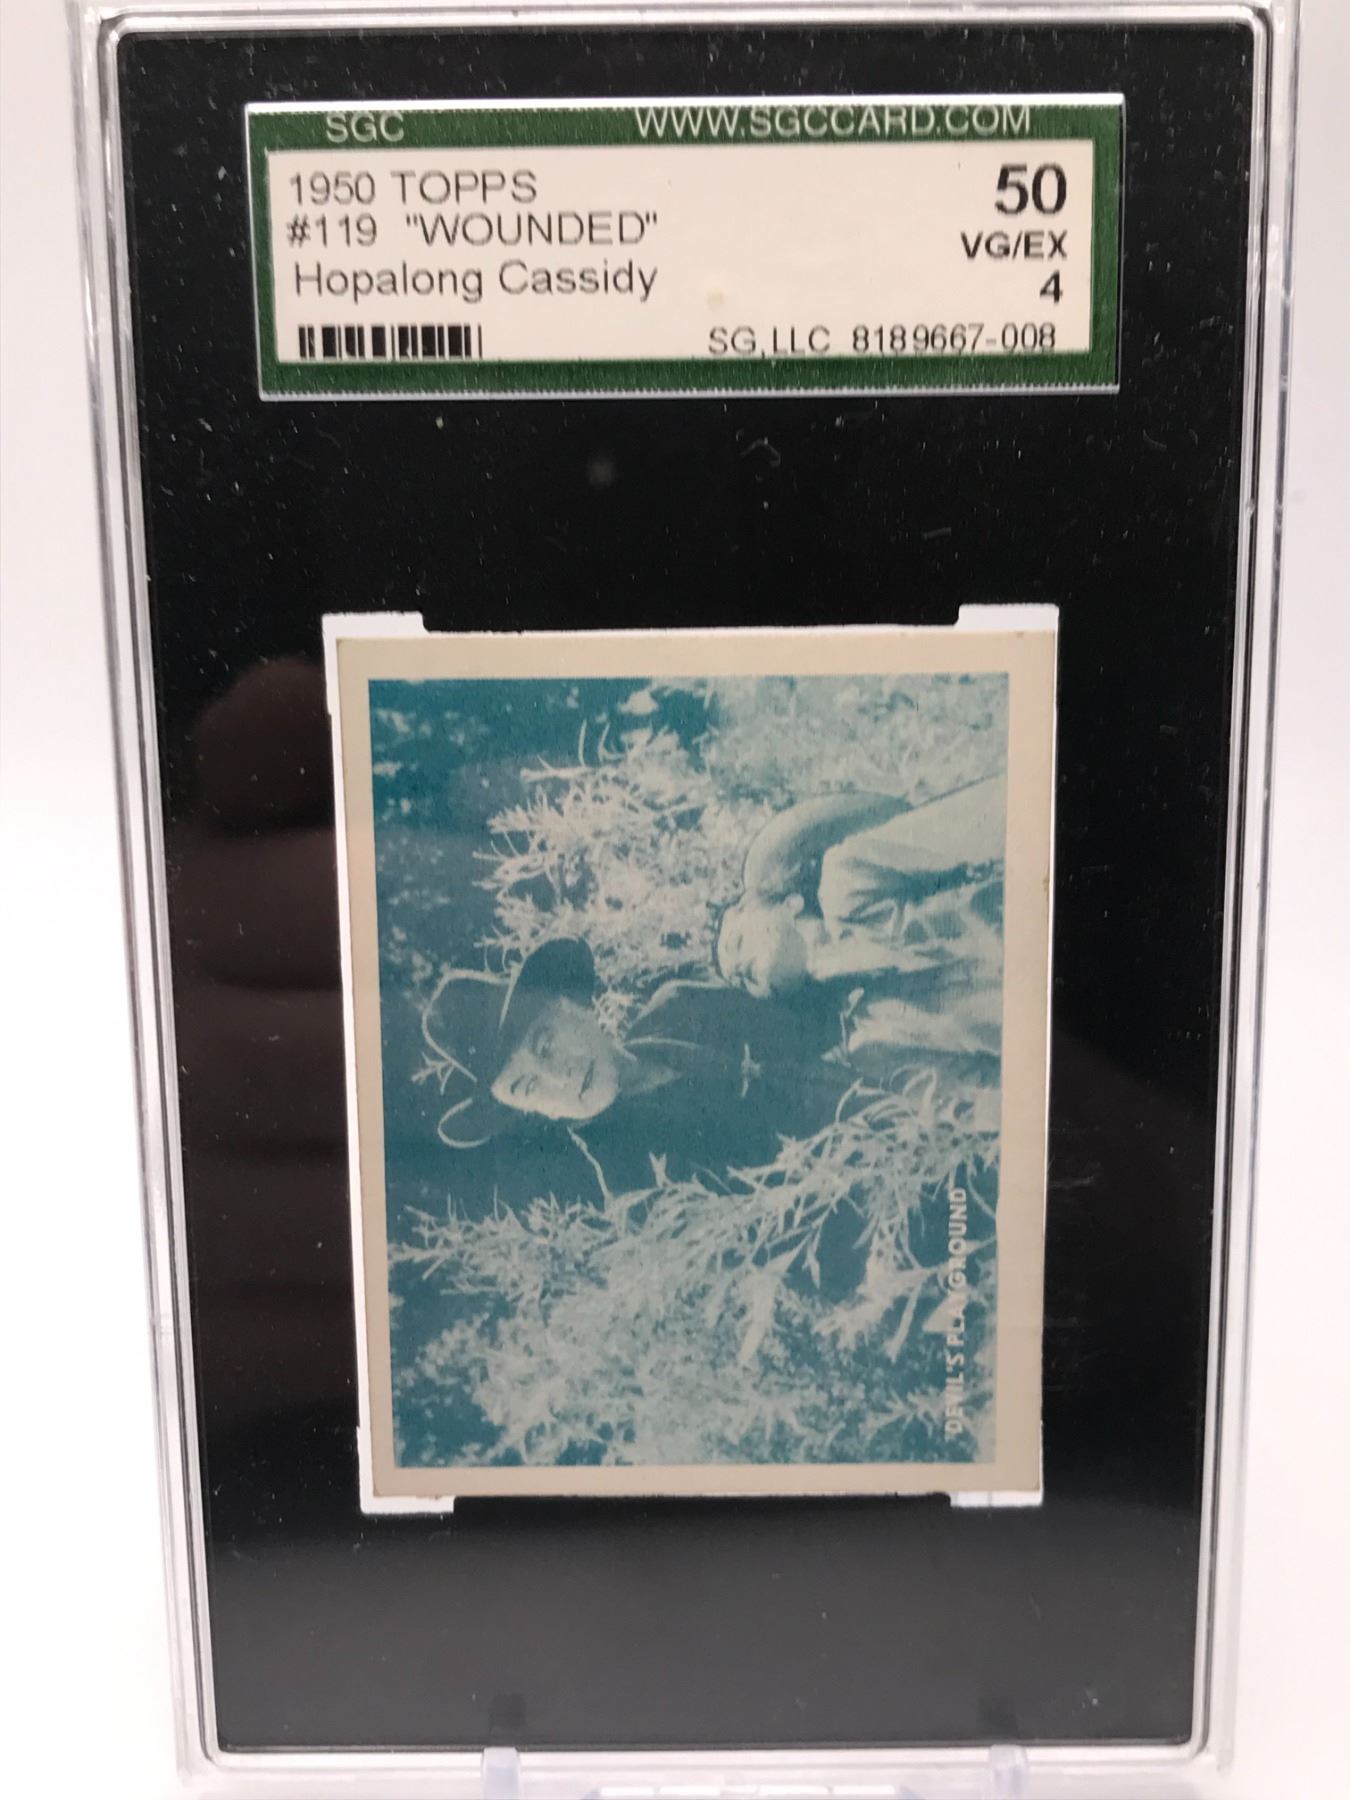 SGC WWW.SGCCARD.COM
1950 TOPPS 50
#119 "WOUNDED" VG/EX
Hopalong Cassidy 4
SG,LLC 8189667-008
DEVIL'S PLAYGROUND